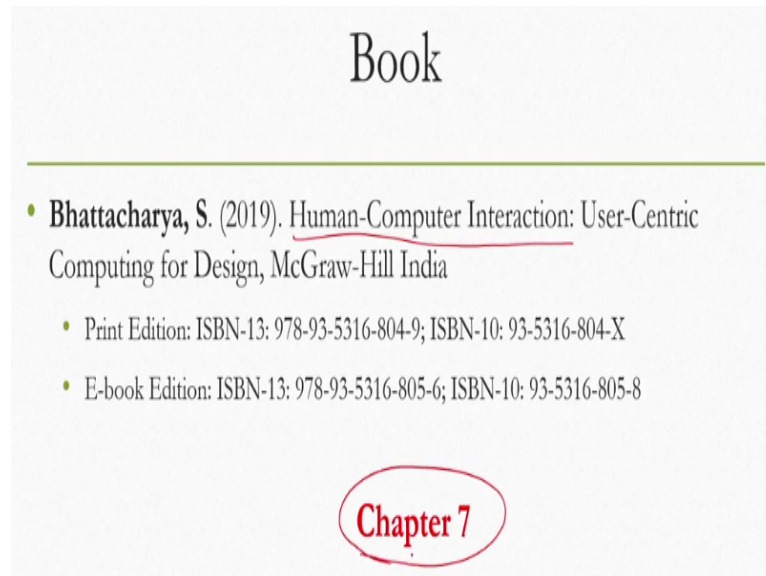 Book
Bhattacharya, S. (2019). Human-Computer Interaction: User-Centric
Computing for Design, McGraw-Hill India
Print Edition: ISBN-13: 978-93-5316-804-9; ISBN-10: 93-5316-804-X
E-book Edition: ISBN-13: 978-93-5316-805-6; ISBN-10: 93-5316-805-8
Chapter 7